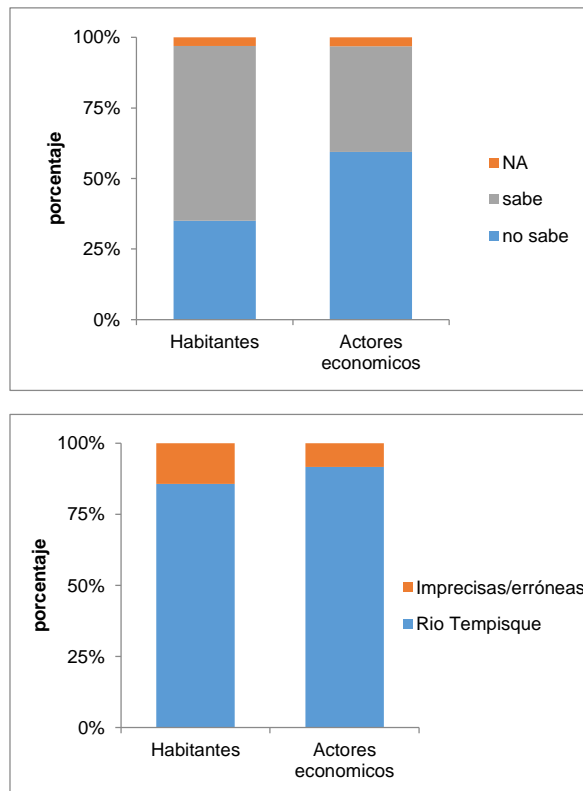 porcentaje
100%
75%
50%
25%
0%
Habitantes
Actores
economicos
NA
sabe
no sabe
porcentaje
100%
75%
50%
25%
0%
Habitantes
Actores
economicos
Imprecisas/erróneas
Rio Tempisque